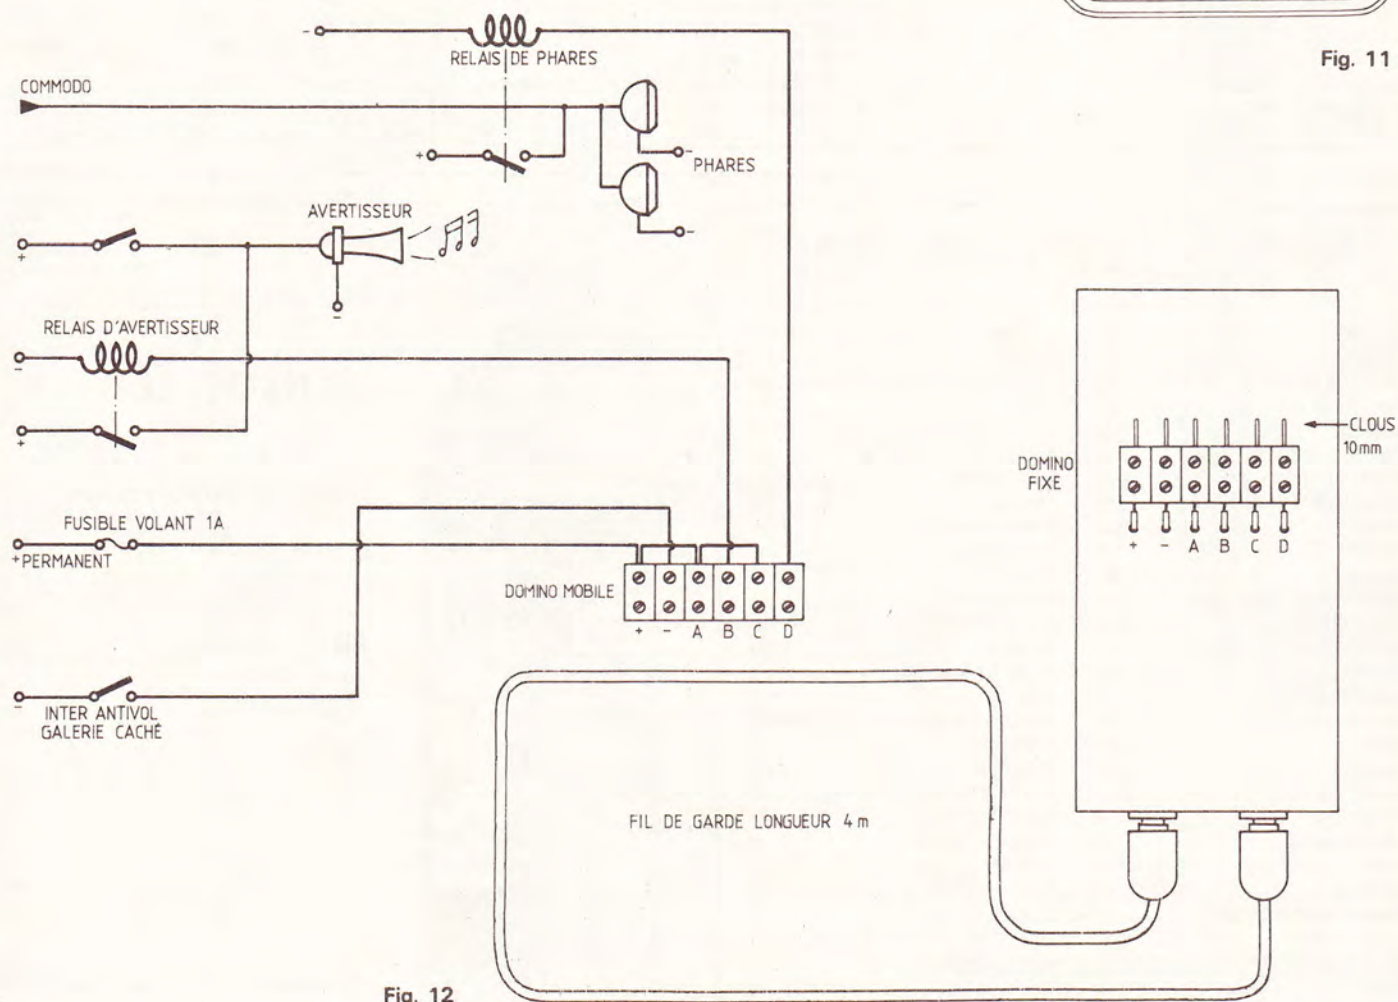 -
RELAIS DE PHARES
Fig. 11
COMMODO
+
-
PHARES
-
AVERTISSEUR
+
-
RELAIS D'AVERTISSEUR
-
+
CLOUS
10mm
DOMINO
FIXE
+ - A B C D
FUSIBLE VOLANT 1A
+PERMANENT
DOMINO MOBILE
+ - A B C D
-
INTER ANTIVOL
GALERIE CACHÉ
FIL DE GARDE LONGUEUR 4 m
Fig. 12